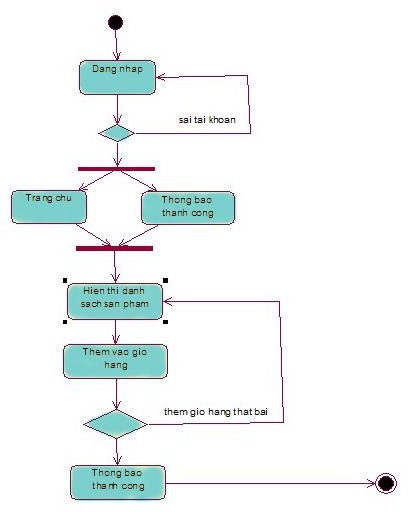 Dang nhap
sai tai khoan
Trang chu
Thong bao
thanh cong
Hien thi danh
sach san pham
Them vao gio
hang
them gio hang that bai
Thong bao
thanh cong